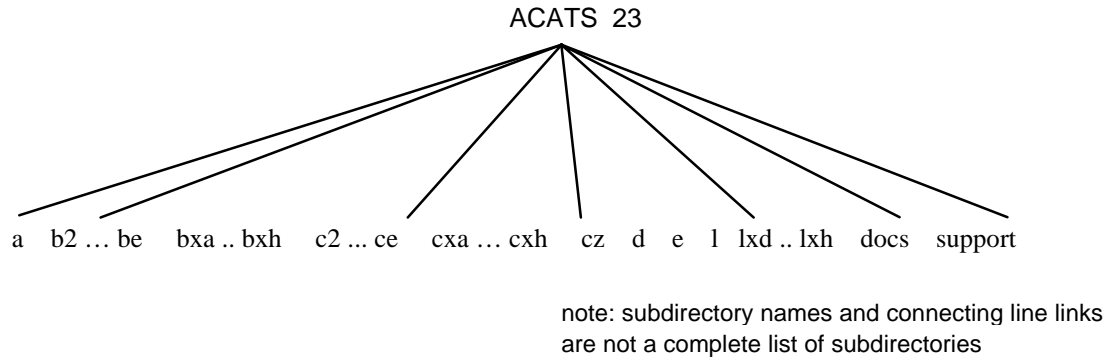 ACATS 23
a b2 … be bxa .. bxh c2 ... ce cxa … cxh cz d e l lxd .. lxh docs support
note: subdirectory names and connecting line links
are not a complete list of subdirectories